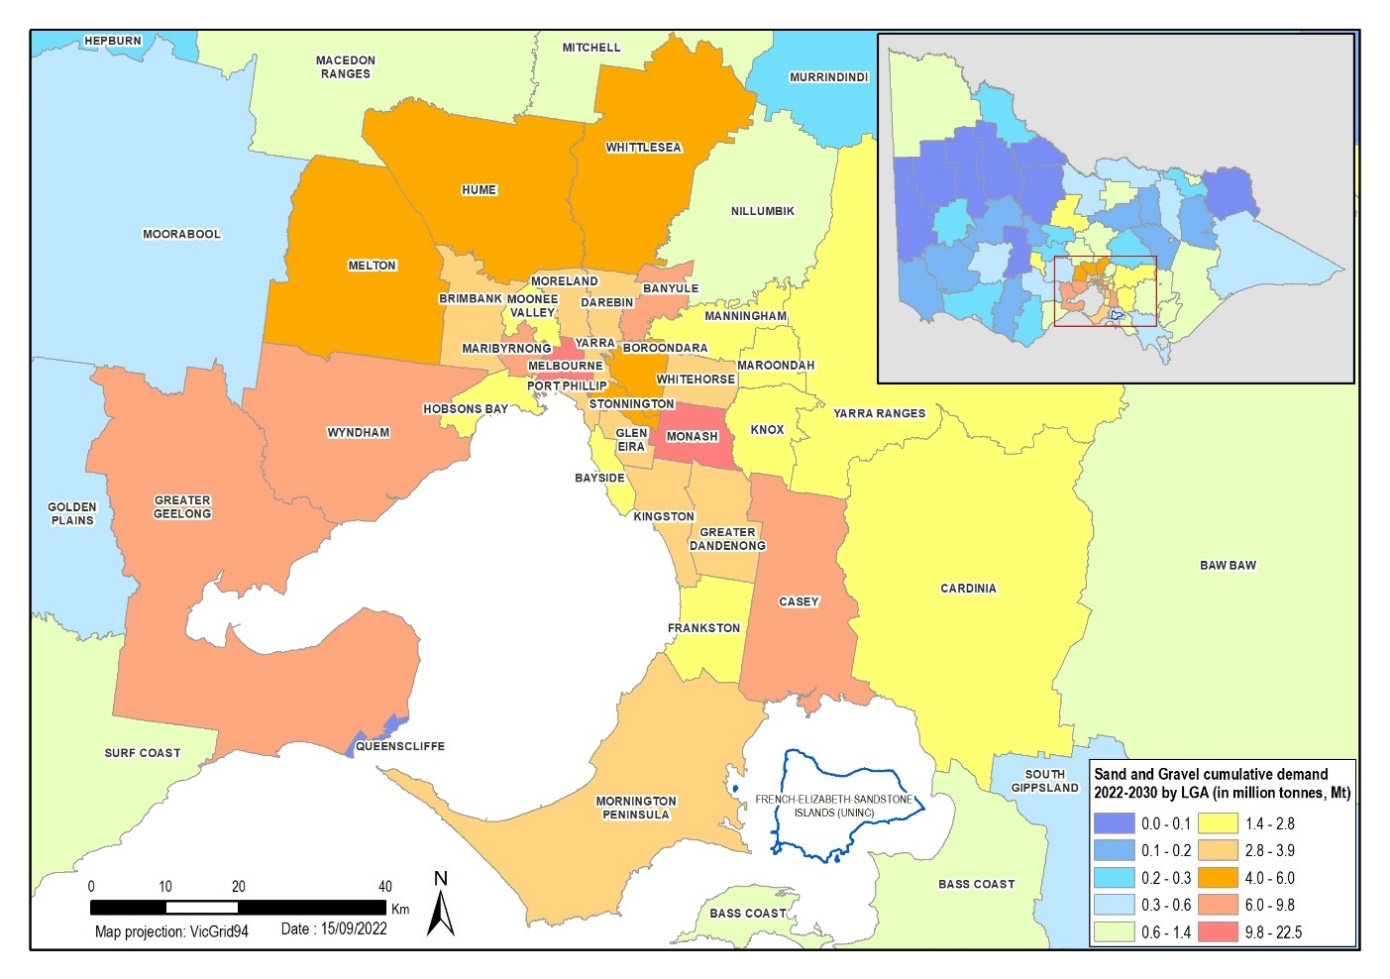 HEPBURN
MACEDON
RANGES
MITCHELL
MURRINDINDI
WHITTLESEA
HUME
NILLUMBIK
MOORABOOL
MELTON
MORELAND
BANYULE
BRIMBANK
MOONEE
VALLEY
DAREBIN
MANNINGHAM
MARIBYRNONG
YARRA
BOROONDARA
MELBOURNE
MAROONDAH
WHITEHORSE
PORT PHILLIP
STONNINGTON
HOBSONS BAY
YARRA RANGES
WYNDHAM
GLEN
EIRA
MONASH
KNOX
BAYSIDE
GREATER
GEELONG
GOLDEN
PLAINS
KINGSTON
GREATER
DANDENONG
BAW BAW
CARDINIA
CASEY
FRANKSTON
QUEENSCLIFFE
SURF COAST
MORNINGTON
PENINSULA
FRENCH-ELIZABETH-SANDSTONE
ISLANDS (UNINC)
SOUTH
GIPPSLAND
BASS COAST
BASS COAST
Sand and Gravel cumulative demand
2022-2030 by LGA (in million tonnes, Mt)
0.0 - 0.1
0.1 - 0.2
0.2 - 0.3
0.3 - 0.6
0.6 - 1.4
1.4 - 2.8
2.8 - 3.9
4.0 - 6.0
6.0 - 9.8
9.8 - 22.5
0 10 20 40
Km
N
Map projection: VicGrid94
Date : 15/09/2022